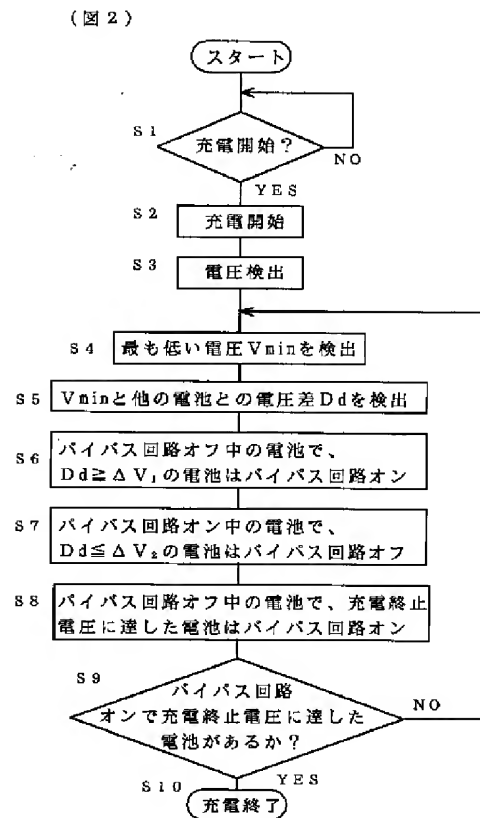 (図2)
スタート
S1
充電開始?
NO
YES
S2
充電開始
S3
電圧検出
S4
最も低い電圧Vminを検出
S5
Vminと他の電池との電圧差Ddを検出
S6
バイパス回路オフ中の電池で、
Dd≧ΔV₁の電池はバイパス回路オン
S7
バイパス回路オン中の電池で、
Dd≦ΔV₂の電池はバイパス回路オフ
S8
バイパス回路オフ中の電池で、充電終止
電圧に達した電池はバイパス回路オン
S9
バイパス回路
オンで充電終止電圧に達した
電池があるか?
NO
YES
S10
充電終了